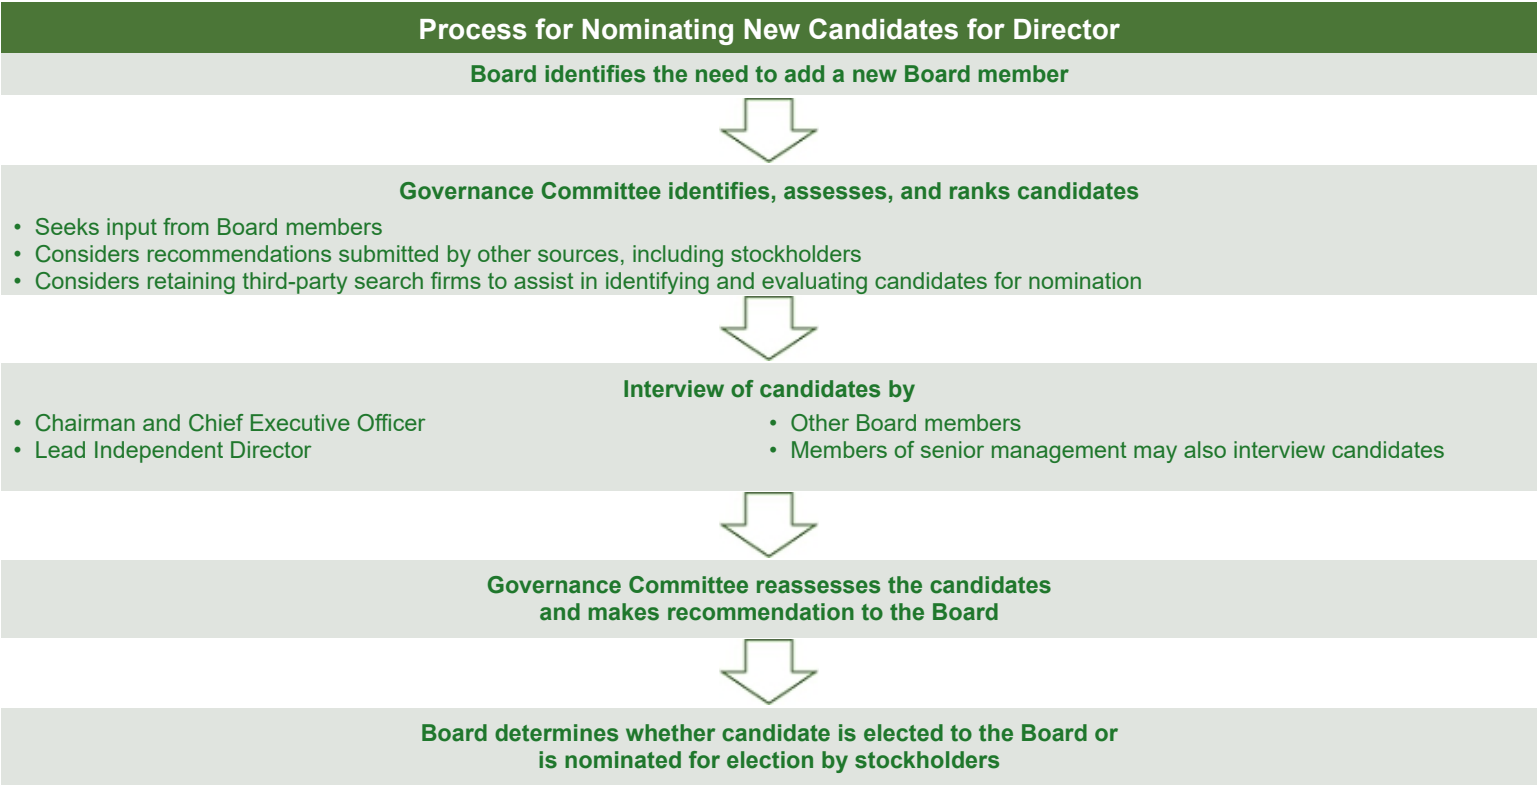 Process for Nominating New Candidates for Director
Board identifies the need to add a new Board member
Governance Committee identifies, assesses, and ranks candidates
• Seeks input from Board members
• Considers recommendations submitted by other sources, including stockholders
• Considers retaining third-party search firms to assist in identifying and evaluating candidates for nomination
Interview of candidates by
• Chairman and Chief Executive Officer
• Lead Independent Director
• Other Board members
• Members of senior management may also interview candidates
Governance Committee reassesses the candidates
and makes recommendation to the Board
Board determines whether candidate is elected to the Board or
is nominated for election by stockholders